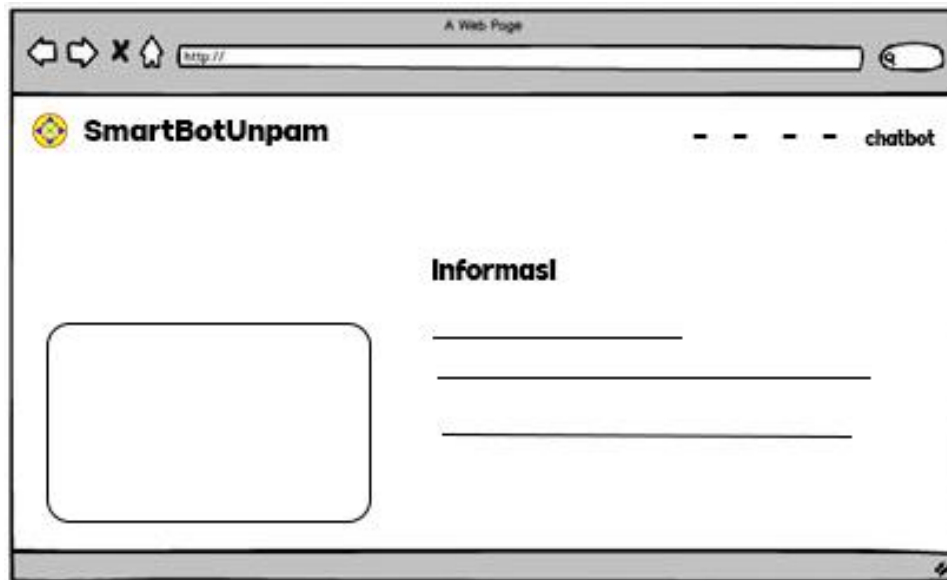 A Web Page
http://
SmartBotUnpam
- - - - chatbot
InformasI